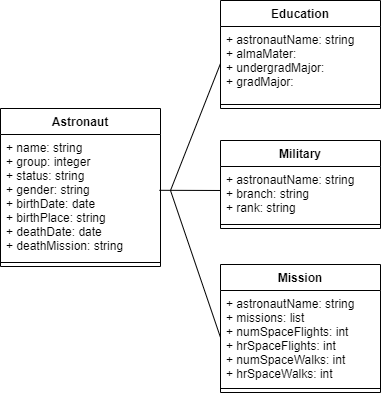 Education
+ astronautName: string
+ almaMater:
+ undergradMajor:
+ gradMajor:
Astronaut
+ name: string
+ group: integer
+ status: string
+ gender: string
+ birthDate: date
+ birthPlace: string
+ deathDate: date
+ deathMission: string
Military
+ astronautName: string
+ branch: string
+ rank: string
Mission
+ astronautName: string
+ missions: list
+ numSpaceFlights: int
+ hrSpaceFlights: int
+ numSpaceWalks: int
+ hrSpaceWalks: int